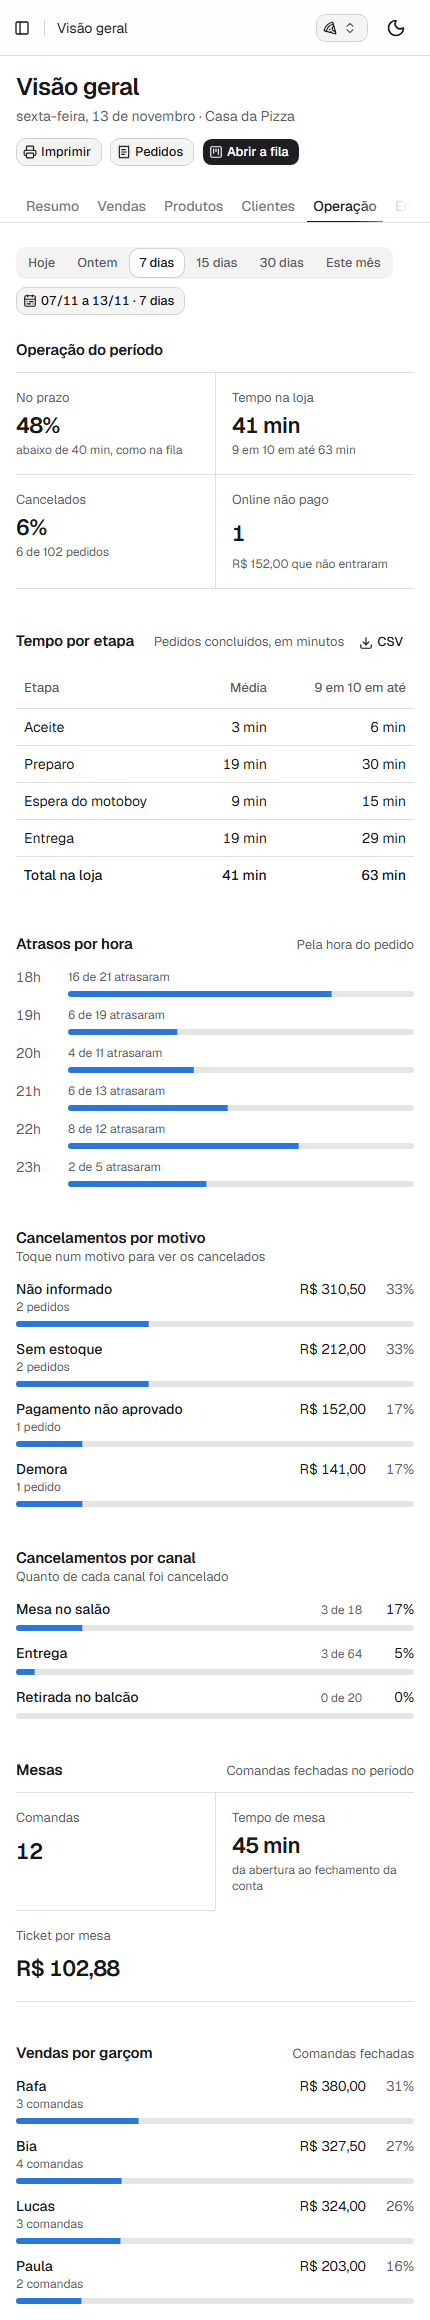 Visão geral
Visão geral
sexta-feira, 13 de novembro · Casa da Pizza
Imprimir Pedidos Abrir a fila
Resumo Vendas Produtos Clientes Operação En
Hoje Ontem 7 dias 15 dias 30 dias Este mês
07/11 a 13/11 · 7 dias
Operação do período
No prazo
48%
abaixo de 40 min, como na fila
Tempo na loja
41 min
9 em 10 em até 63 min
Cancelados
6%
6 de 102 pedidos
Online não pago
1
R$ 152,00 que não entraram
Tempo por etapa Pedidos concluídos, em minutos CSV
Etapa Média 9 em 10 em até
Aceite 3 min 6 min
Preparo 19 min 30 min
Espera do motoboy 9 min 15 min
Entrega 19 min 29 min
Total na loja 41 min 63 min
Atrasos por hora Pela hora do pedido
18h 16 de 21 atrasaram
19h 6 de 19 atrasaram
20h 4 de 11 atrasaram
21h 6 de 13 atrasaram
22h 8 de 12 atrasaram
23h 2 de 5 atrasaram
Cancelamentos por motivo
Toque num motivo para ver os cancelados
Não informado R$ 310,50 33%
2 pedidos
Sem estoque R$ 212,00 33%
2 pedidos
Pagamento não aprovado R$ 152,00 17%
1 pedido
Demora R$ 141,00 17%
1 pedido
Cancelamentos por canal
Quanto de cada canal foi cancelado
Mesa no salão 3 de 18 17%
Entrega 3 de 64 5%
Retirada no balcão 0 de 20 0%
Mesas Comandas fechadas no período
Comandas
12
Tempo de mesa
45 min
da abertura ao fechamento da
conta
Ticket por mesa
R$ 102,88
Vendas por garçom Comandas fechadas
Rafa R$ 380,00 31%
3 comandas
Bia R$ 327,50 27%
4 comandas
Lucas R$ 324,00 26%
3 comandas
Paula R$ 203,00 16%
2 comandas